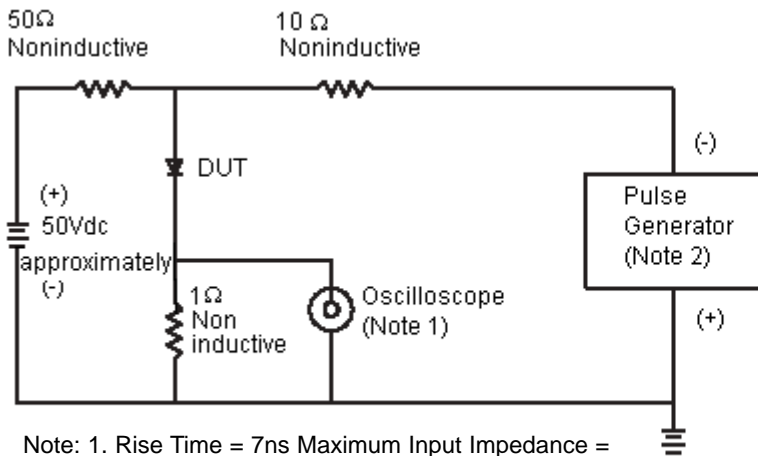 50Ω
Noninductive
10 Ω
Noninductive
DUT
(+)
50Vdc
approximately
(-)
1Ω
Non
inductive
Oscilloscope
(Note 1)
(-)
Pulse
Generator
(Note 2)
(+)
Note: 1. Rise Time = 7ns Maximum Input Impedance =